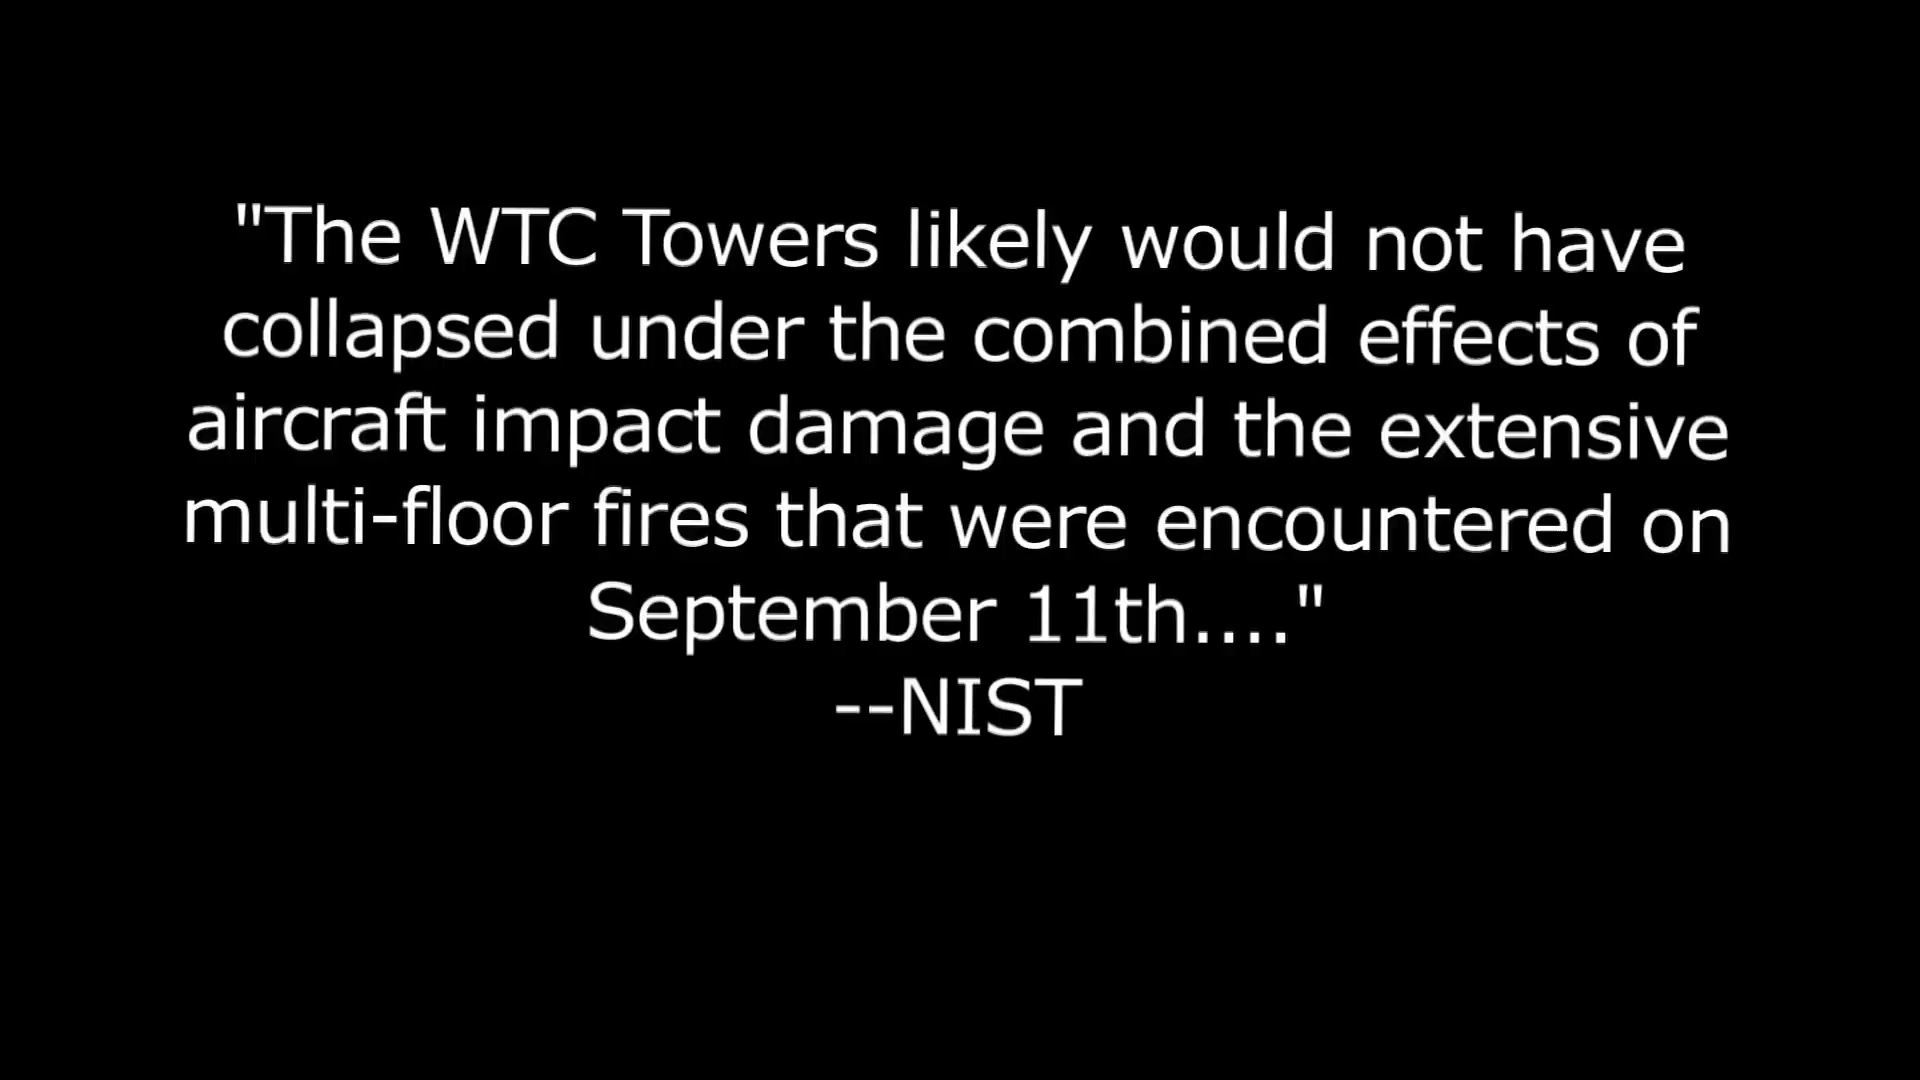 "The WTC Towers likely would not have
collapsed under the combined effects of
aircraft impact damage and the extensive
multi-floor fires that were encountered on
September 11th...."
--NIST